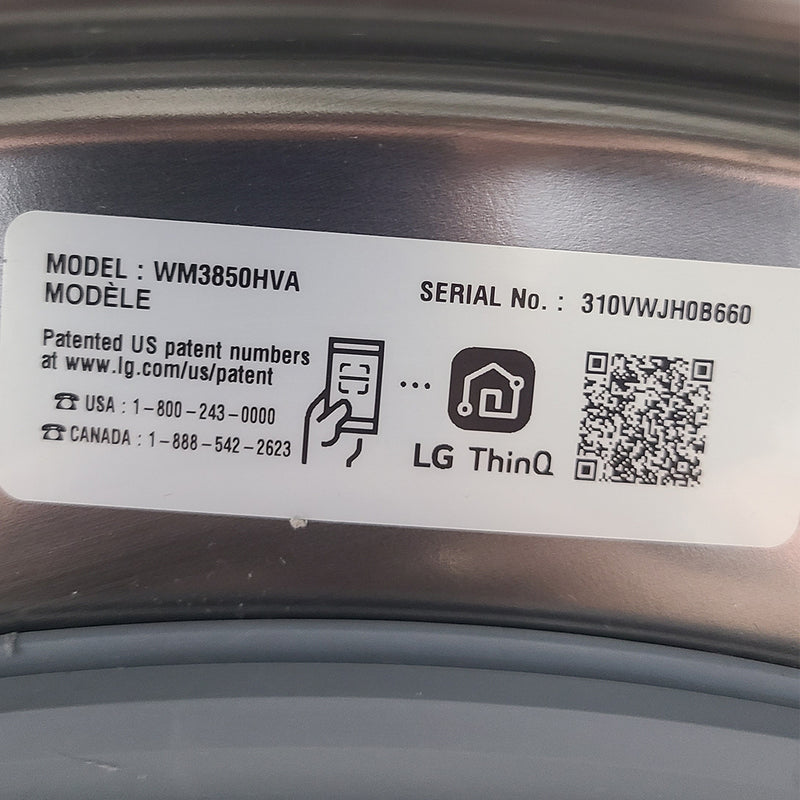 MODEL : WM3850HVA
MODÈLE
SERIAL No. : 310VWJH0B660
Patented US patent numbers
at www.lg.com/us/patent
☎ USA : 1-800-243-0000
☎ CANADA : 1-888-542-2623
LG ThinQ